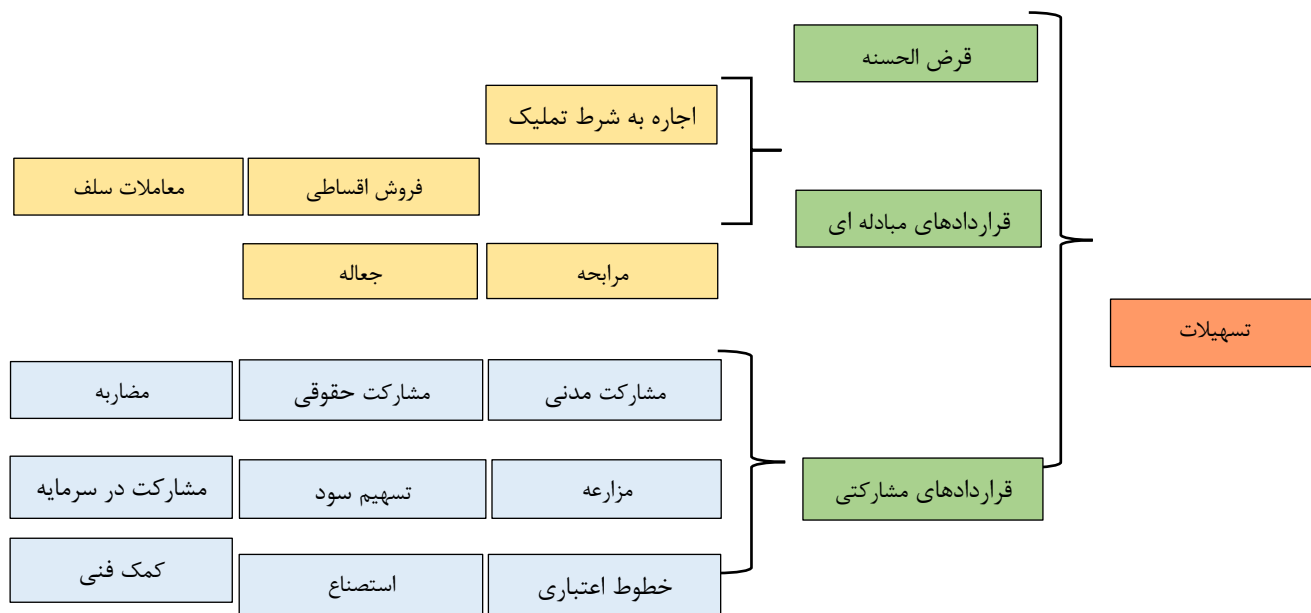 تسهیلات
قرض الحسنه
قراردادهای مبادله ای
اجاره به شرط تملیک
فروش اقساطی
معاملات سلف
مرابحه
جعاله
قراردادهای مشارکتی
مشارکت مدنی
مشارکت حقوقی
مضاربه
مزارعه
تسهیم سود
مشارکت در سرمایه
خطوط اعتباری
استصناع
کمک فنی